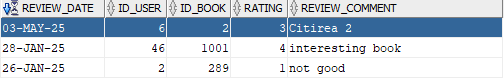 REVIEW_DATE ID_USER ID_BOOK RATING REVIEW_COMMENT
03-MAY-25 6 2 3 Citirea 2
28-JAN-25 46 1001 4 interesting book
26-JAN-25 2 289 1 not good